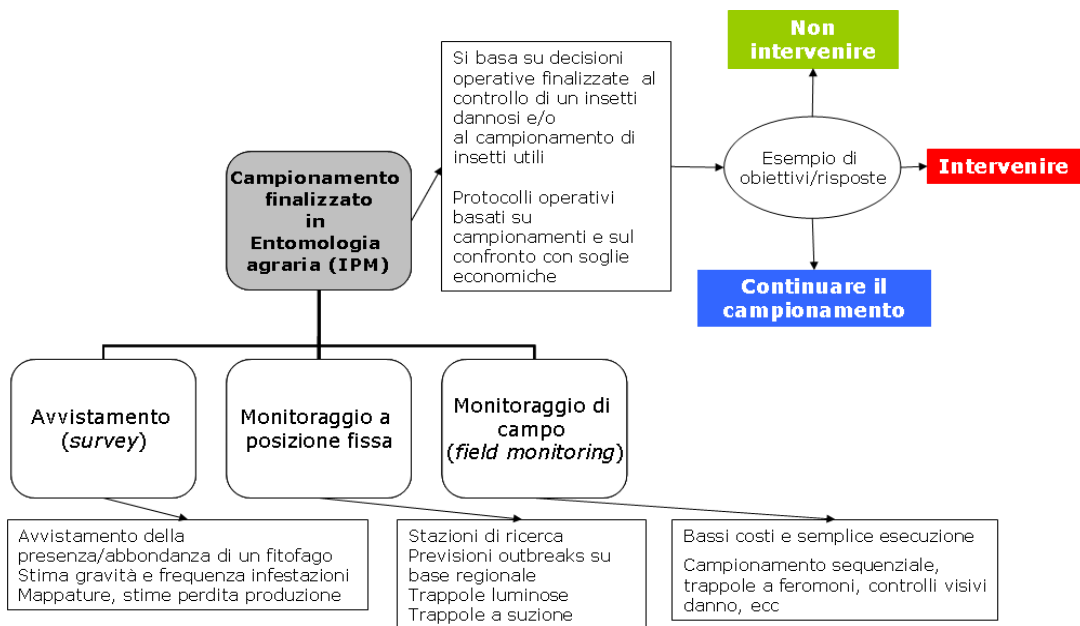 Non
intervenire
Si basa su decisioni
operative finalizzate al
controllo di un insetti
dannosi e/o
al campionamento di
insetti utili
Protocolli operativi
basati su
campionamenti e sul
confronto con soglie
economiche
Esempio di
obiettivi/risposte
Intervenire
Continuare il
campionamento
Campionamento
finalizzato
in
Entomologia
agraria (IPM)
Avvistamento
(survey)
Monitoraggio a
posizione fissa
Monitoraggio di
campo
(field monitoring)
Avvistamento della
presenza/abbondanza di un fitofago
Stima gravità e frequenza infestazioni
Mappature, stime perdita produzione
Stazioni di ricerca
Previsioni outbreaks su
base regionale
Trappole luminose
Trappole a suzione
Bassi costi e semplice esecuzione
Campionamento sequenziale,
trappole a feromoni, controlli visivi
danno, ecc